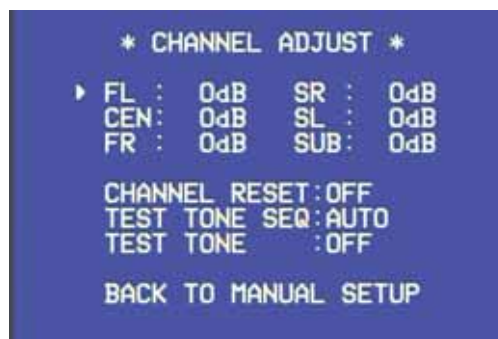 * CHANNEL ADJUST *
FL : 0dB SR : 0dB
CEN: 0dB SL : 0dB
FR : 0dB SUB: 0dB
CHANNEL RESET:OFF
TEST TONE SEQ:AUTO
TEST TONE :OFF
BACK TO MANUAL SETUP